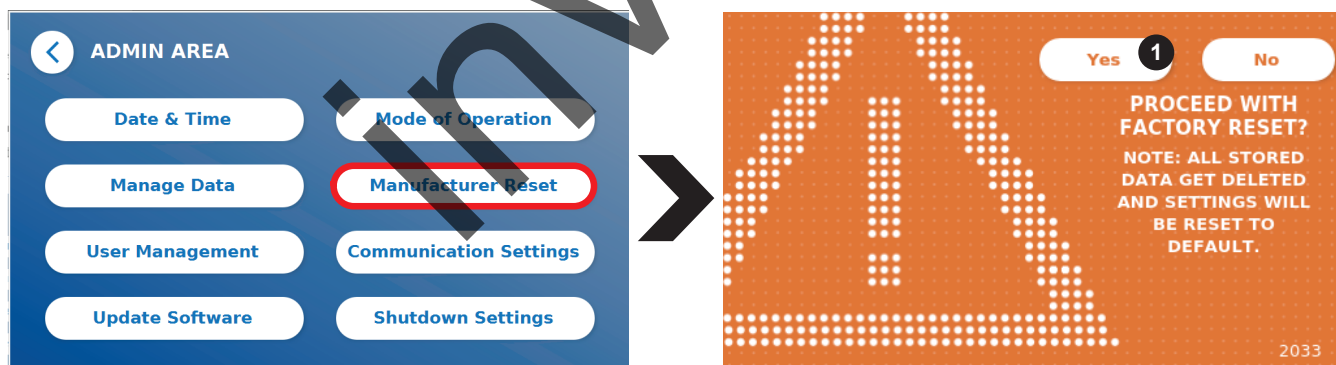 ADMIN AREA
Date & Time
Mode of Operation
Manage Data
Manufacturer Reset
User Management
Communication Settings
Update Software
Shutdown Settings
Yes
1
No
PROCEED WITH
FACTORY RESET?
NOTE: ALL STORED
DATA GET DELETED
AND SETTINGS WILL
BE RESET TO
DEFAULT.
2033